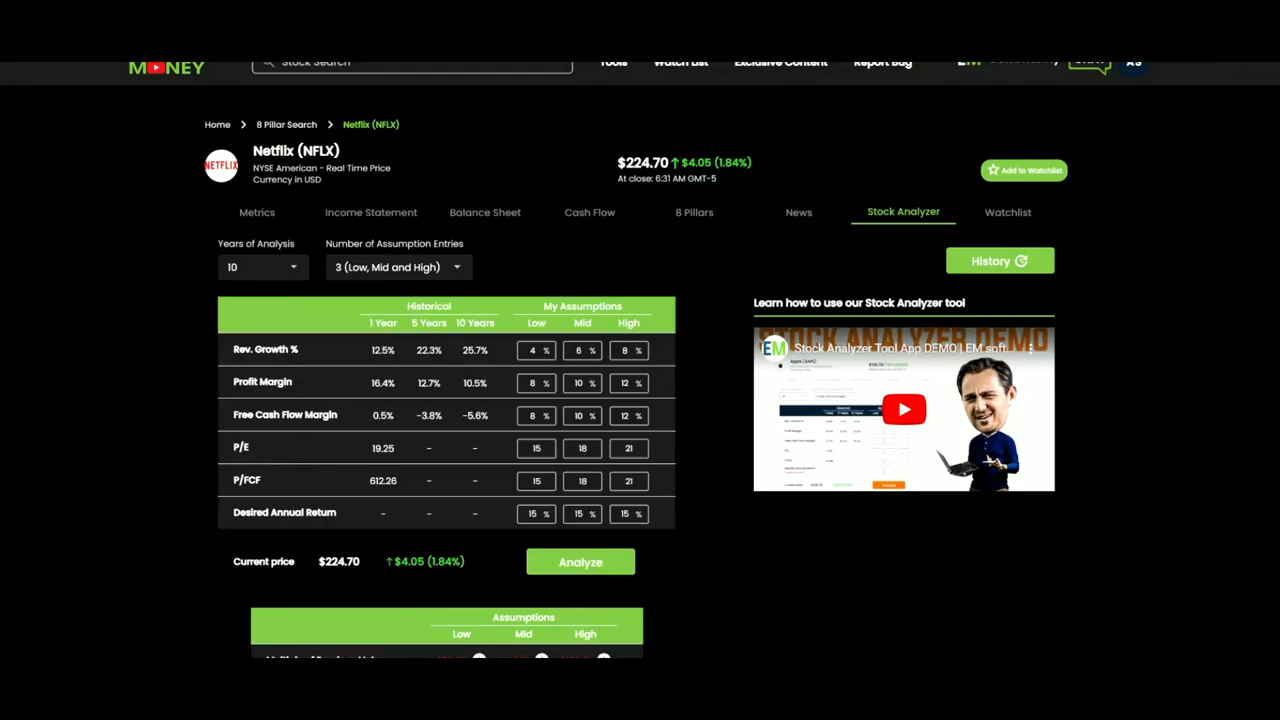 MONEY
Stock Search Tools Watch List Exclusive Content Report Bug EM
Home > 8 Pillar Search > Netflix (NFLX)
NETFLIX
Netflix (NFLX)
NYSE American - Real Time Price
Currency in USD
$224.70 ↑ $4.05 (1.84%)
At close: 6:31 AM GMT-5
Add to Watchlist
Metrics Income Statement Balance Sheet Cash Flow 8 Pillars News Stock Analyzer Watchlist
Years of Analysis Number of Assumption Entries
10 3 (Low, Mid and High)
History
Historical My Assumptions
1 Year 5 Years 10 Years Low Mid High
Rev. Growth % 12.5% 22.3% 25.7% 4 % 6 % 8 %
Profit Margin 16.4% 12.7% 10.5% 8 % 10 % 12 %
Free Cash Flow Margin 0.5% -3.8% -5.6% 8 % 10 % 12 %
P/E 19.25 - - 15 18 21
P/FCF 612.26 - - 15 18 21
Desired Annual Return - - - 15 % 15 % 15 %
Current price $224.70 ↑ $4.05 (1.84%) Analyze
Learn how to use our Stock Analyzer tool
STOCK ANALYZER DEMO
EM Stock Analyzer Tool App DEMO | EM soft...
Assumptions
Low Mid High